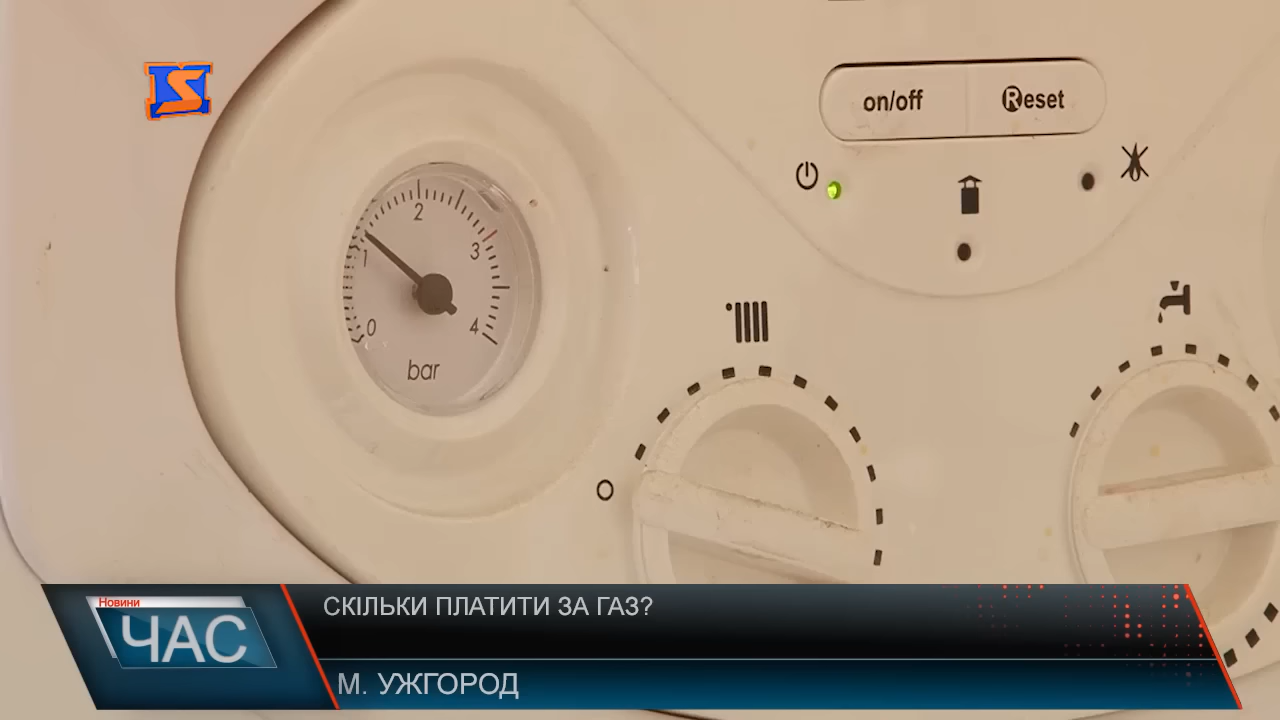 on/off
Reset
2
1
3
0
4
bar
Новини
ЧАС
СКІЛЬКИ ПЛАТИТИ ЗА ГАЗ?
М. УЖГОРОД